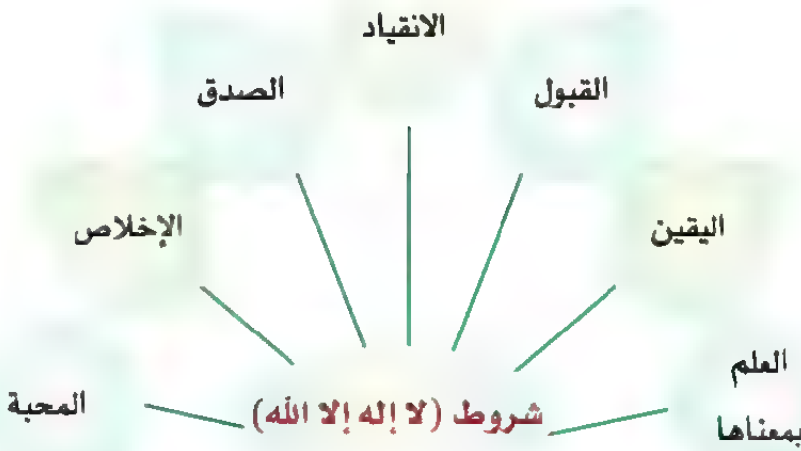 الانقياد
القبول
الصدق
اليقين
الإخلاص
العلم
بمعناها
المحبة
شروط (لا إله إلا الله)